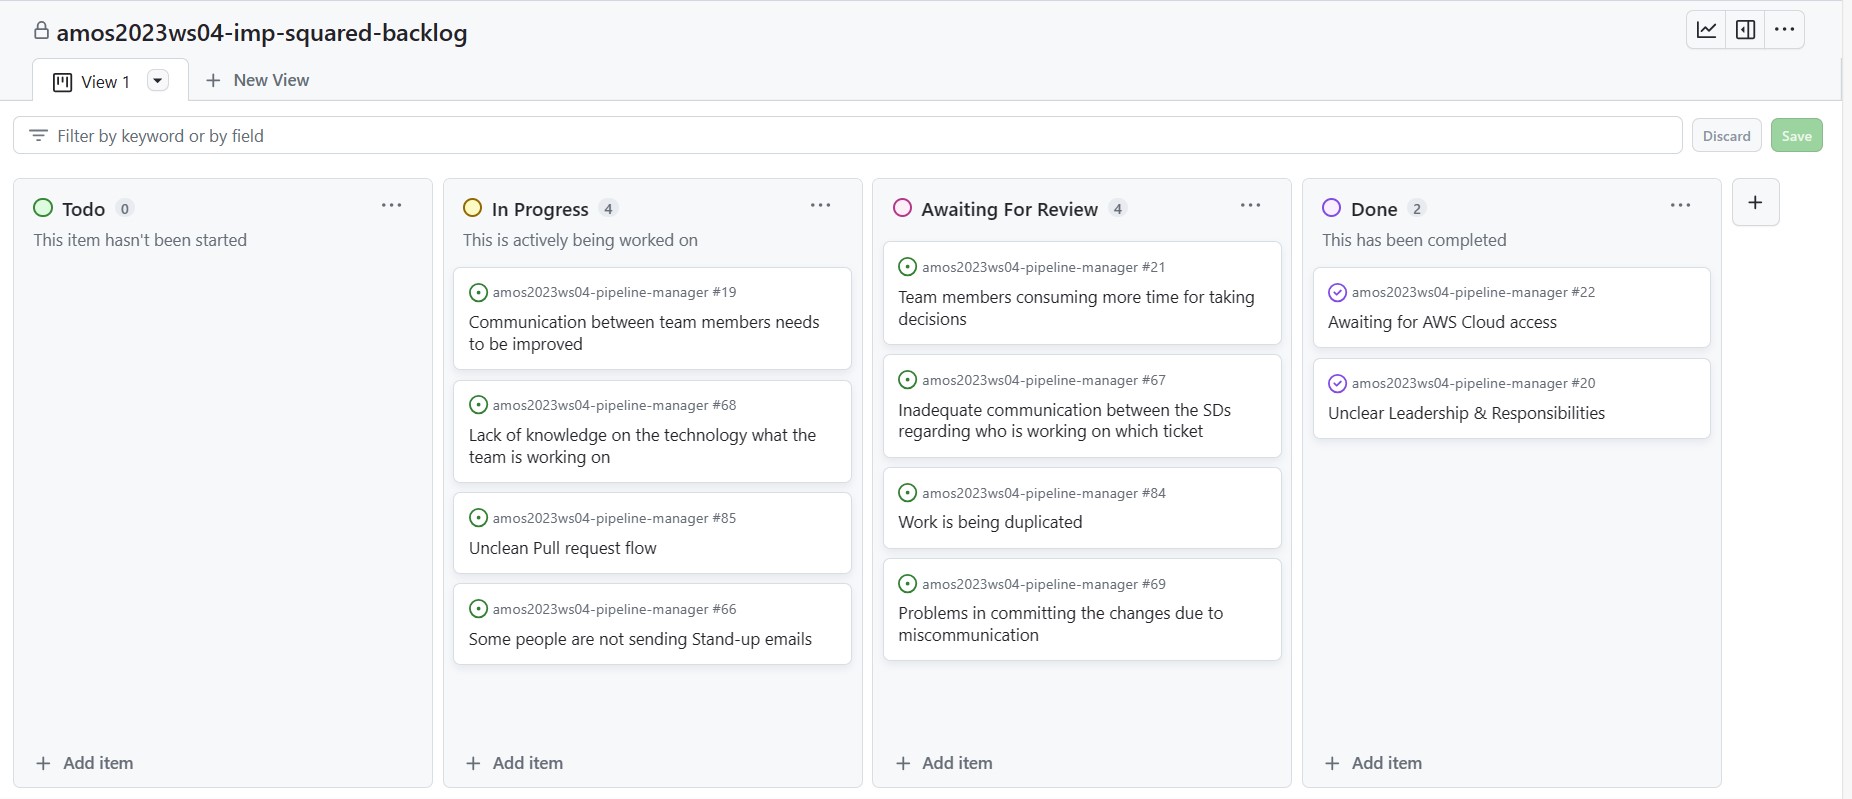 amos2023ws04-imp-squared-backlog
View 1
New View
Filter by keyword or by field
Discard
Save
Todo 0
This item hasn't been started
Add item
In Progress 4
This is actively being worked on
amos2023ws04-pipeline-manager #19
Communication between team members needs
to be improved
amos2023ws04-pipeline-manager #68
Lack of knowledge on the technology what the
team is working on
amos2023ws04-pipeline-manager #85
Unclean Pull request flow
amos2023ws04-pipeline-manager #66
Some people are not sending Stand-up emails
Add item
Awaiting For Review 4
amos2023ws04-pipeline-manager #21
Team members consuming more time for taking
decisions
amos2023ws04-pipeline-manager #67
Inadequate communication between the SDs
regarding who is working on which ticket
amos2023ws04-pipeline-manager #84
Work is being duplicated
amos2023ws04-pipeline-manager #69
Problems in committing the changes due to
miscommunication
Add item
Done 2
This has been completed
amos2023ws04-pipeline-manager #22
Awaiting for AWS Cloud access
amos2023ws04-pipeline-manager #20
Unclear Leadership & Responsibilities
Add item